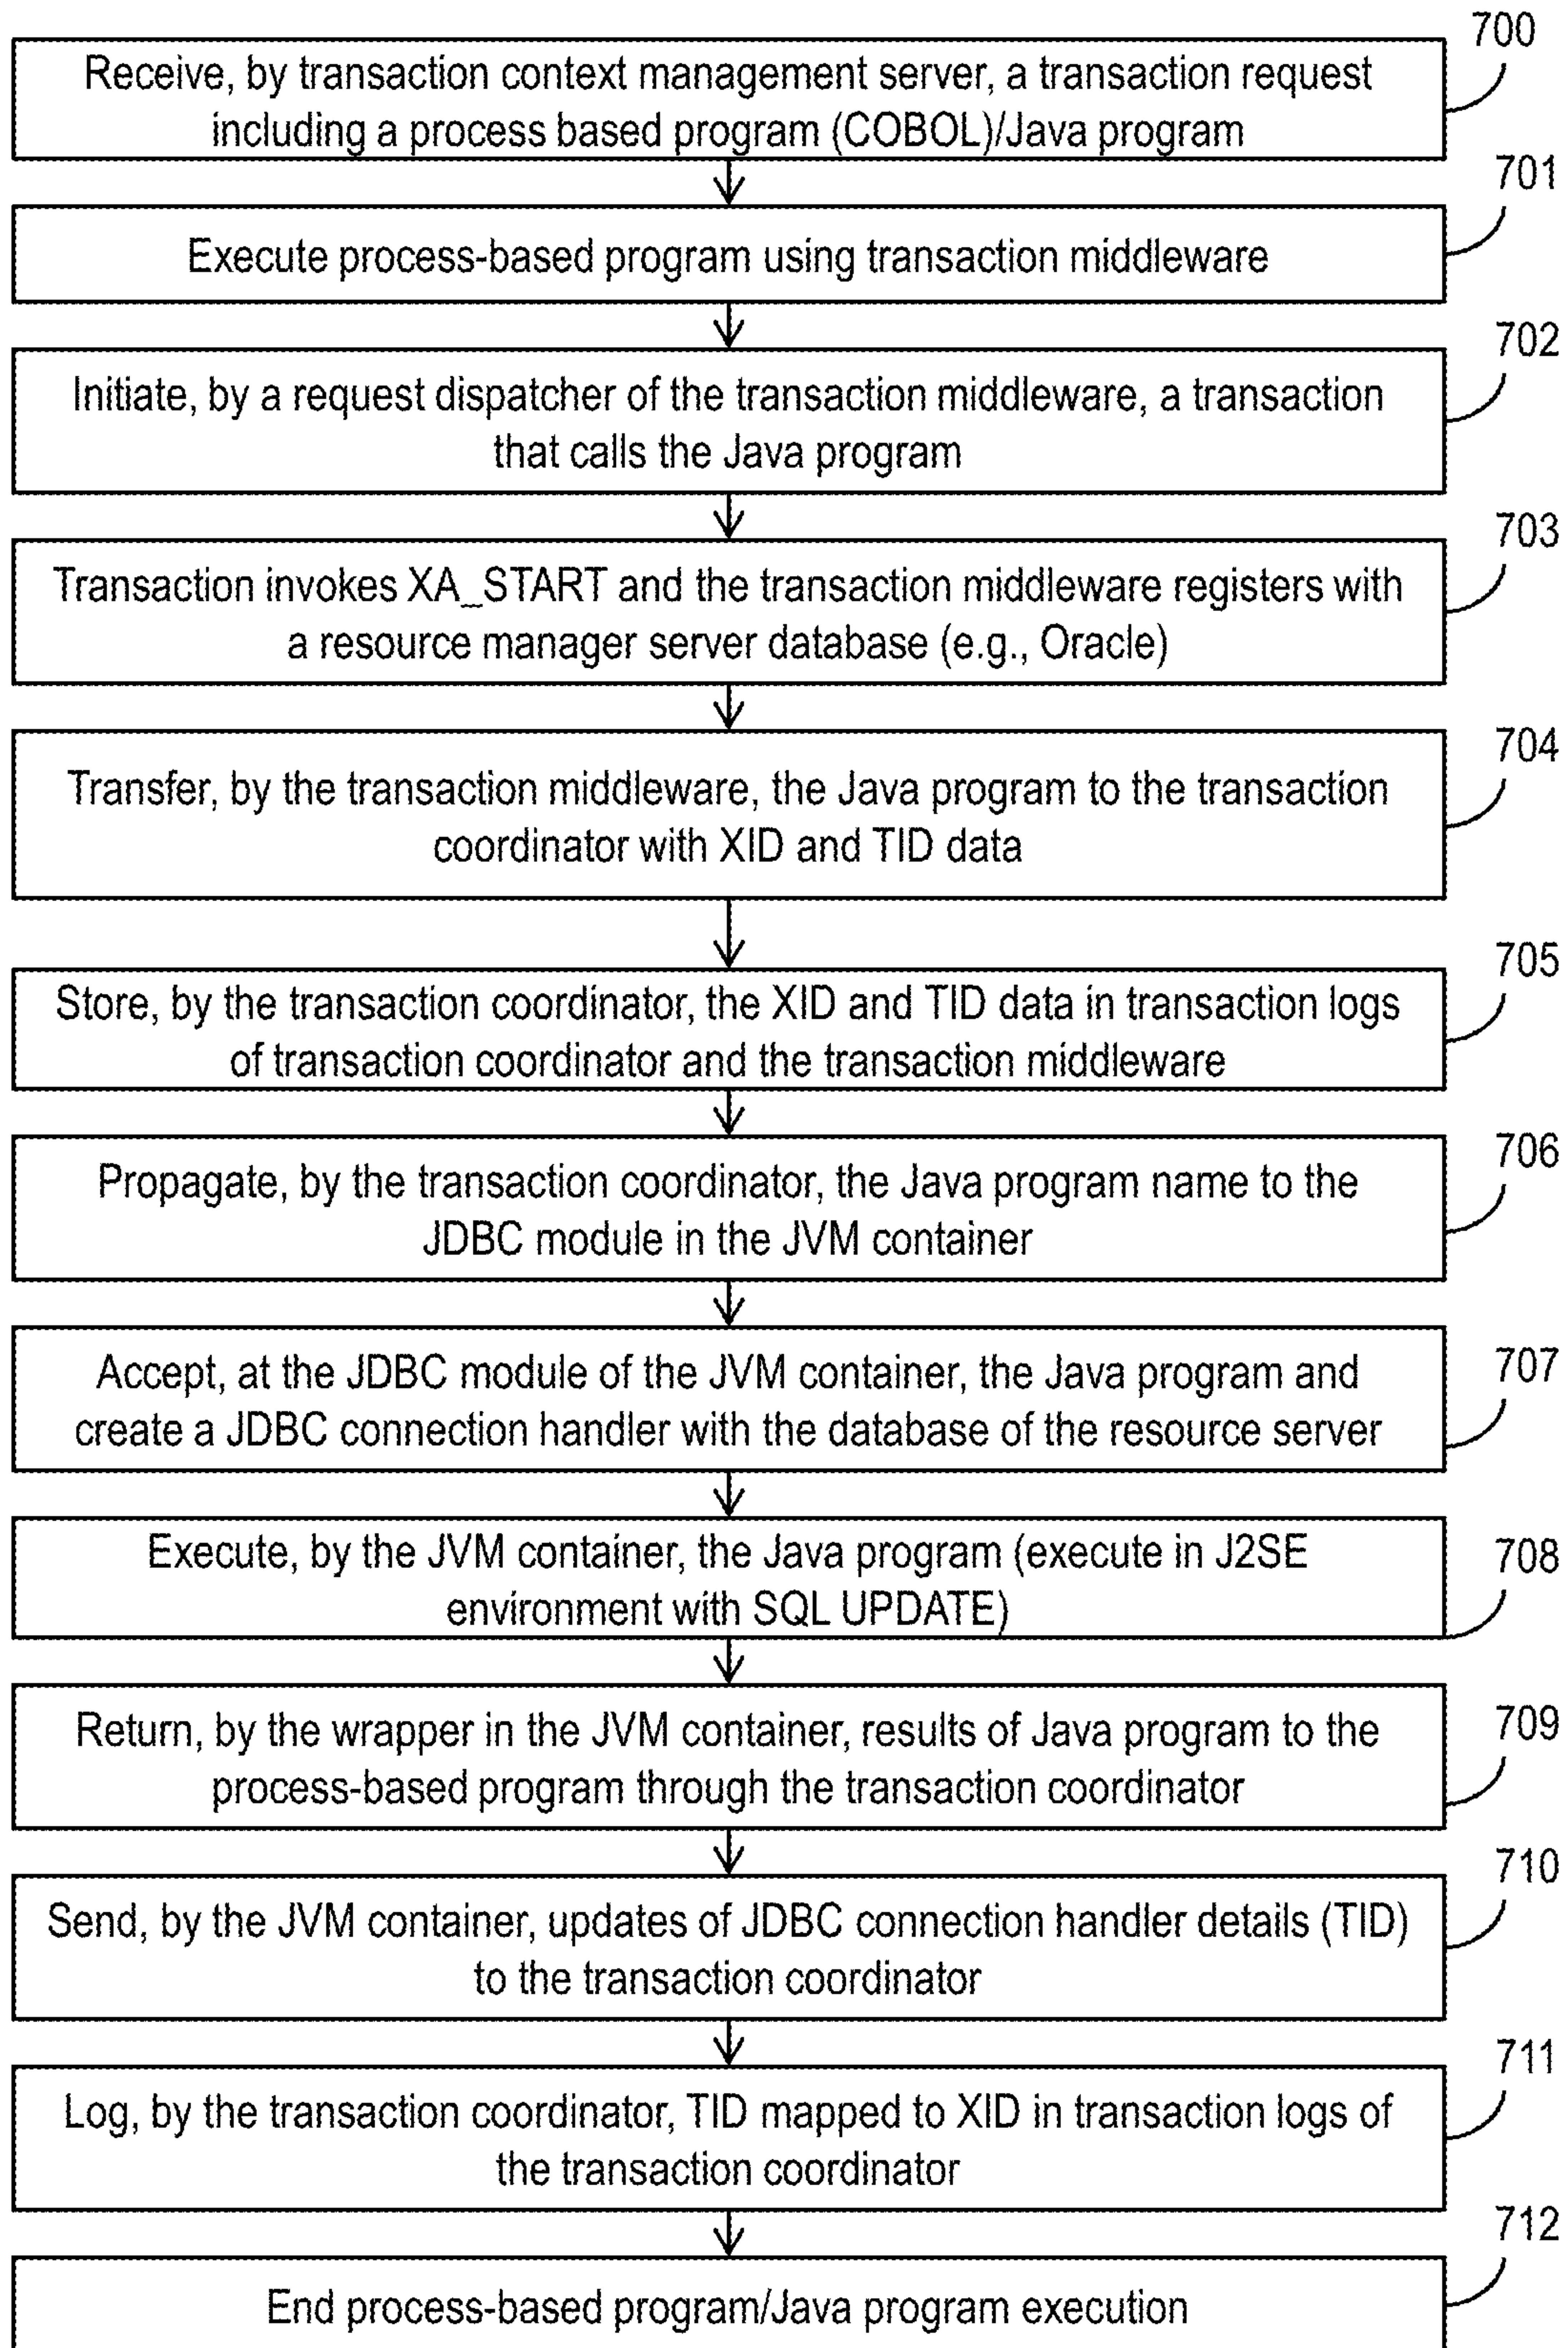 700
Receive, by transaction context management server, a transaction request
including a process based program (COBOL)/Java program
701
Execute process-based program using transaction middleware
702
Initiate, by a request dispatcher of the transaction middleware, a transaction
that calls the Java program
703
Transaction invokes XA_START and the transaction middleware registers with
a resource manager server database (e.g., Oracle)
704
Transfer, by the transaction middleware, the Java program to the transaction
coordinator with XID and TID data
705
Store, by the transaction coordinator, the XID and TID data in transaction logs
of transaction coordinator and the transaction middleware
706
Propagate, by the transaction coordinator, the Java program name to the
JDBC module in the JVM container
707
Accept, at the JDBC module of the JVM container, the Java program and
create a JDBC connection handler with the database of the resource server
708
Execute, by the JVM container, the Java program (execute in J2SE
environment with SQL UPDATE)
709
Return, by the wrapper in the JVM container, results of Java program to the
process-based program through the transaction coordinator
710
Send, by the JVM container, updates of JDBC connection handler details (TID)
to the transaction coordinator
711
Log, by the transaction coordinator, TID mapped to XID in transaction logs of
the transaction coordinator
712
End process-based program/Java program execution